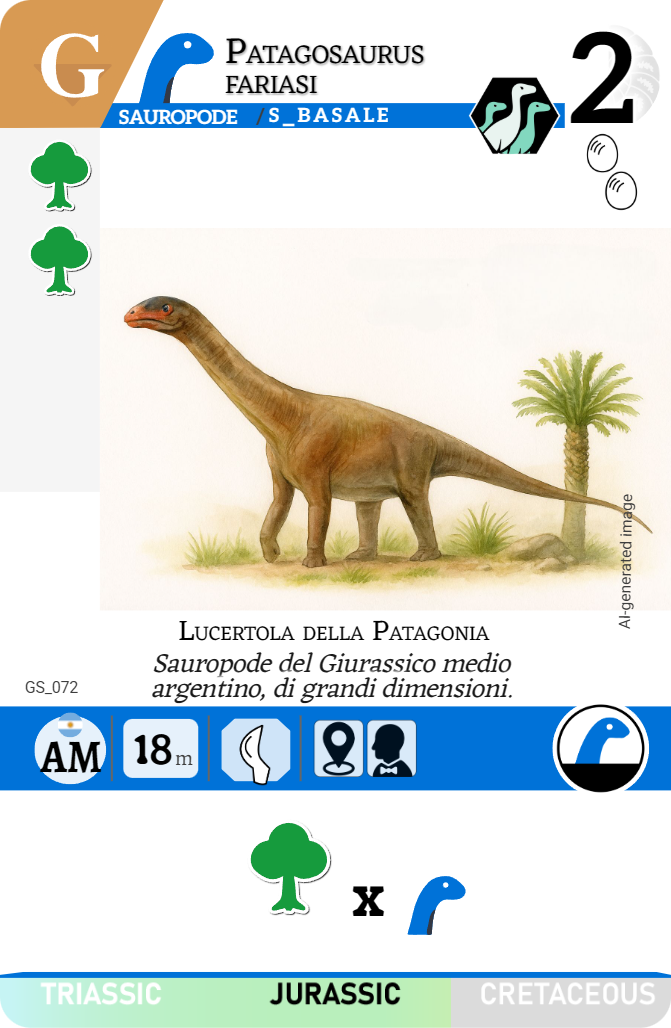 G
PATAGOSAURUS
FARIASI
2
SAUROPODE / S_BASALE
AI-generated image
LUCERTOLA DELLA PATAGONIA
Sauropode del Giurassico medio
argentino, di grandi dimensioni.
GS_072
AM
18 m
x
TRIASSIC JURASSIC CRETACEOUS